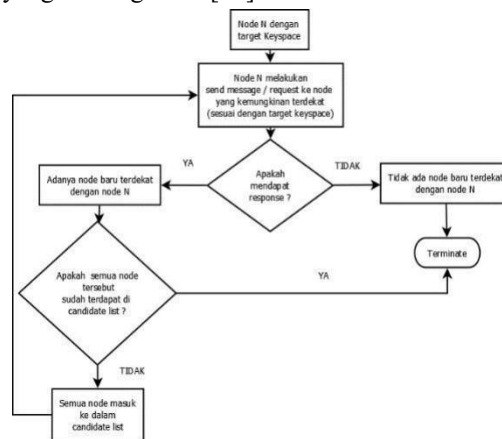 Node N dengan
target Keyspace
Node N melakukan
send message / request ke node
yang kemungkinan terdekat
(sesuai dengan target keyspace)
Apakah
mendapat
response ?
YA
TIDAK
Adanya node baru terdekat
dengan node N
Tidak ada node baru terdekat
dengan node N
Terminate
Apakah semua node
tersebut
sudah terdapat di
candidate list ?
YA
TIDAK
Semua node masuk
ke dalam
candidate list